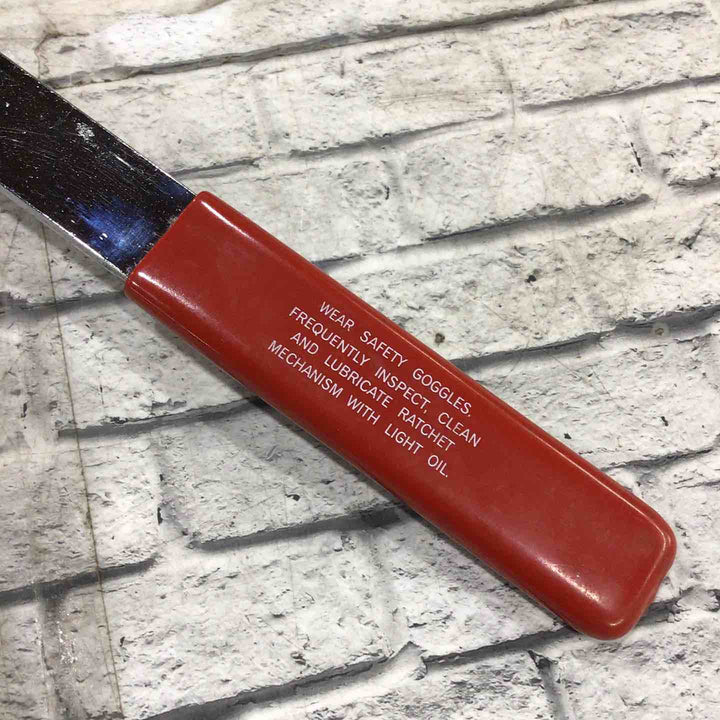 WEAR SAFETY GOGGLES,
FREQUENTLY INSPECT, CLEAN
AND LUBRICATE RATCHET
MECHANISM WITH LIGHT OIL.